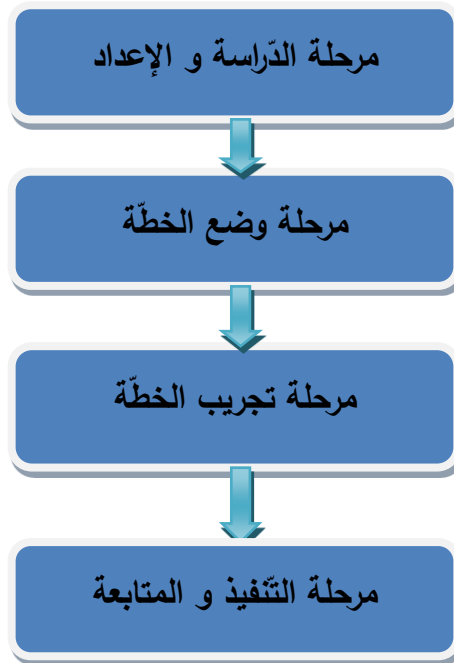 مرحلة الدّراسة و الإعداد
مرحلة وضع الخطّة
مرحلة تجريب الخطّة
مرحلة التّنفيذ و المتابعة